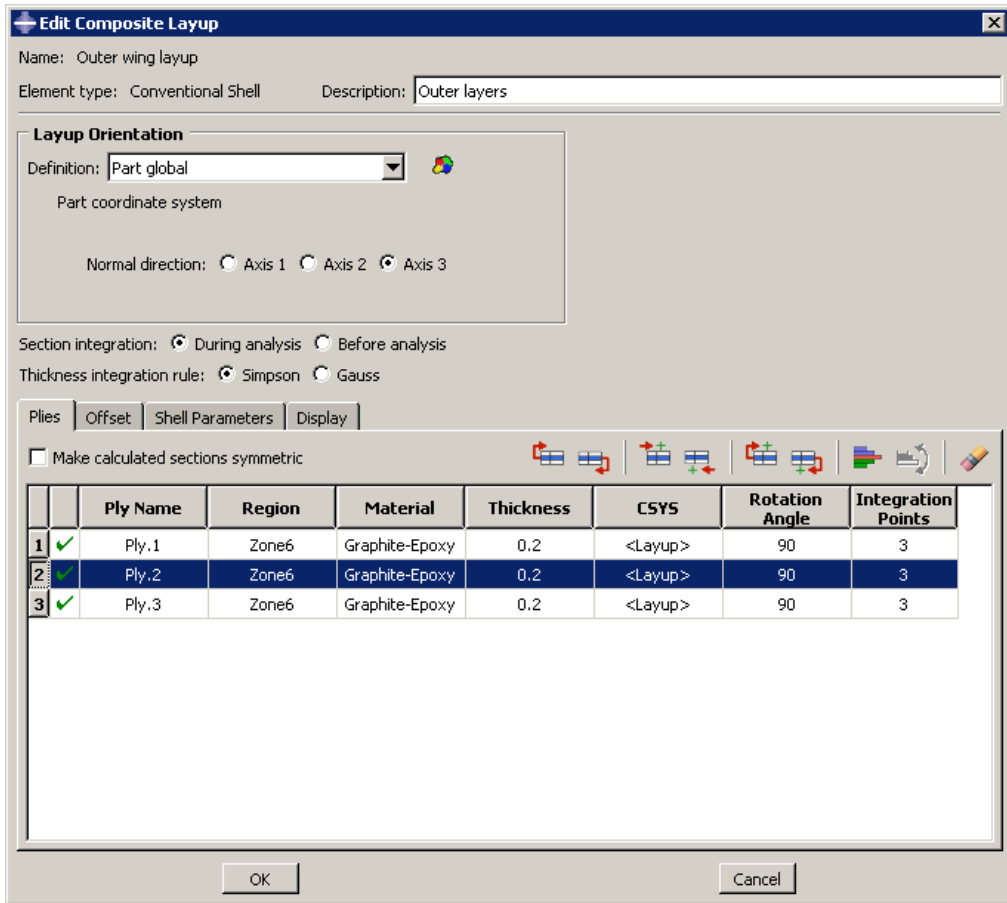 Edit Composite Layup
Name: Outer wing layup
Element type: Conventional Shell Description: Outer layers
Layup Orientation
Definition: Part global
Part coordinate system
Normal direction: Axis 1 Axis 2 Axis 3
Section integration: During analysis Before analysis
Thickness integration rule: Simpson Gauss
Plies Offset Shell Parameters Display
Make calculated sections symmetric
Ply Name Region Material Thickness CSYS Rotation Angle Integration Points
1 Ply.1 Zone6 Graphite-Epoxy 0.2 <Layup> 90 3
2 Ply.2 Zone6 Graphite-Epoxy 0.2 <Layup> 90 3
3 Ply.3 Zone6 Graphite-Epoxy 0.2 <Layup> 90 3
OK Cancel